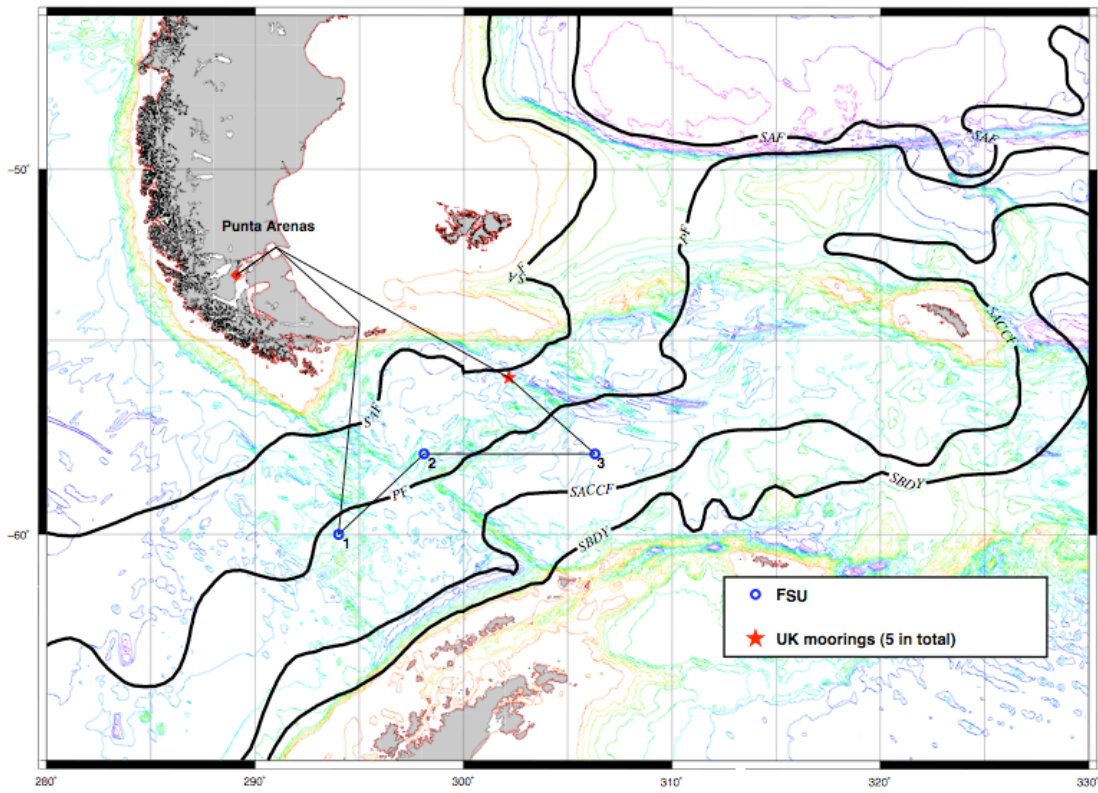 SAF
SAF
-50°
Punta Arenas
PF
SAF
SACCF
SAF
2
3
PF
SACCF
SBDY
1
SBDY
-60°
FSU
UK moorings (5 in total)
280°
290°
300°
310°
320°
330°